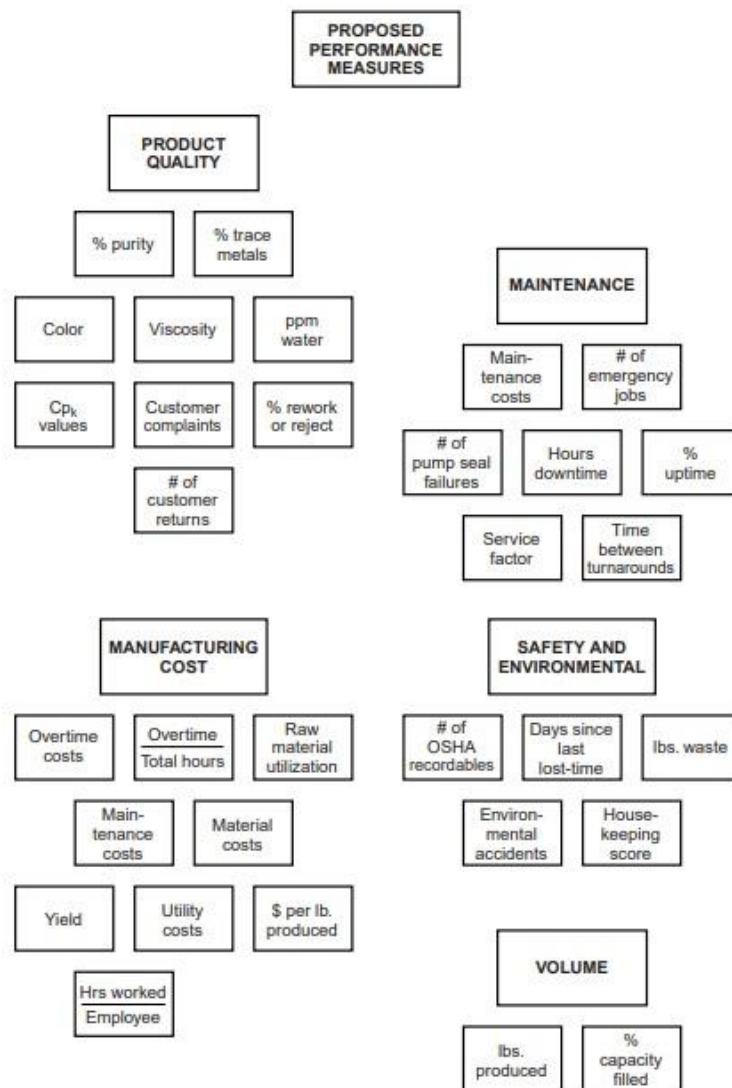 PROPOSED
PERFORMANCE
MEASURES
PRODUCT
QUALITY
% purity
% trace
metals
Color
Viscosity
ppm
water
Cpk
values
Customer
complaints
% rework
or reject
# of
customer
returns
MAINTENANCE
Main-
tenance
costs
# of
emergency
jobs
# of
pump seal
failures
Hours
downtime
%
uptime
Service
factor
Time
between
turnarounds
MANUFACTURING
COST
Overtime
costs
Overtime
Total hours
Raw
material
utilization
Main-
tenance
costs
Material
costs
Yield
Utility
costs
$ per lb.
produced
Hrs worked
Employee
SAFETY AND
ENVIRONMENTAL
# of
OSHA
recordables
Days since
last
lost-time
lbs. waste
Environ-
mental
accidents
House-
keeping
score
VOLUME
lbs.
produced
%
capacity
filled